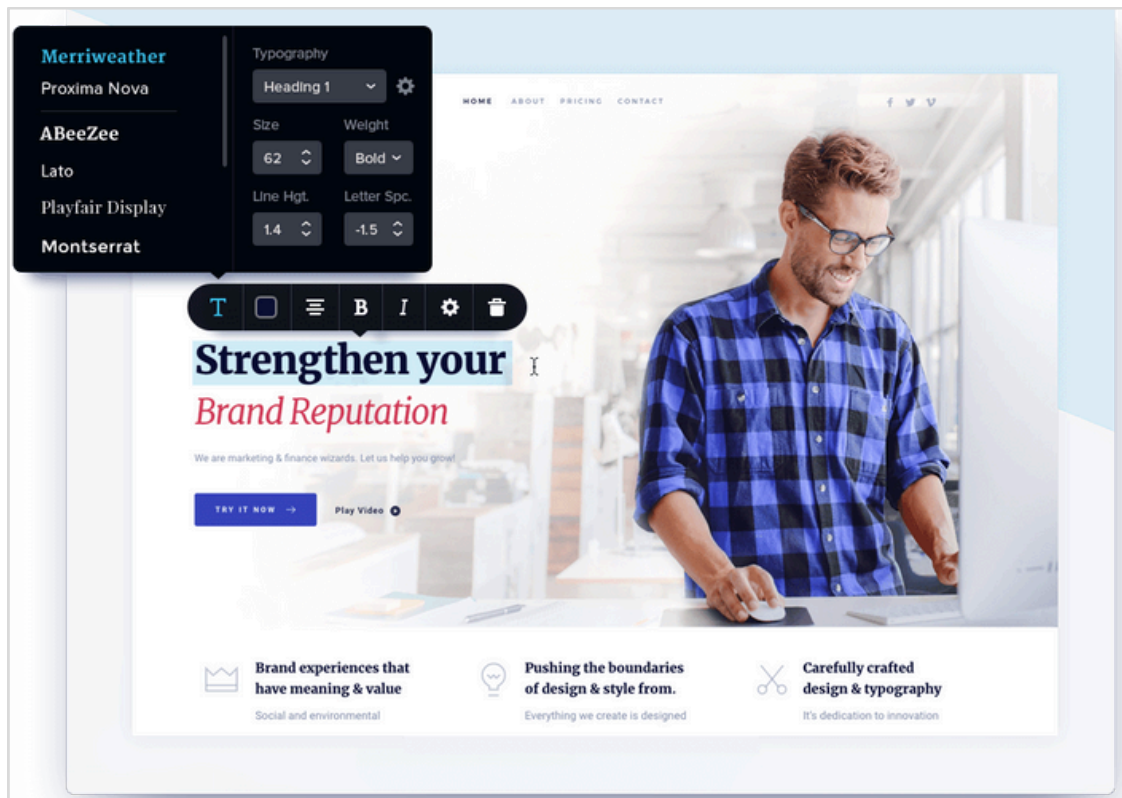 Merriweather
Proxima Nova
ABeeZee
Lato
Playfair Display
Montserrat
Typography
Heading 1
Size Weight
62 Bold
Line Hgt. Letter Spc.
1.4 -1.5
HOME ABOUT PRICING CONTACT
T B I
Strengthen your
Brand Reputation
We are marketing & finance wizards. Let us help you grow!
TRY IT NOW → Play Video
Brand experiences that
have meaning & value
Social and environmental
Pushing the boundaries
of design & style from.
Everything we create is designed
Carefully crafted
design & typography
It's dedication to innovation